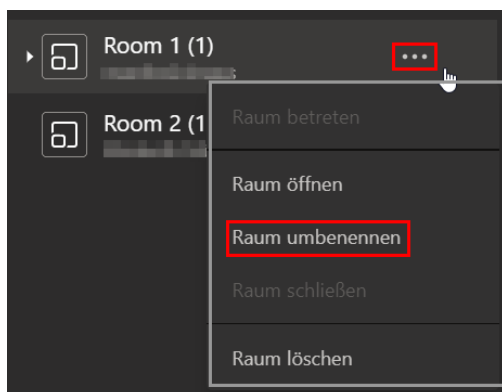 Room 1 (1)
Room 2 (1
Raum betreten
Raum öffnen
Raum umbenennen
Raum schließen
Raum löschen